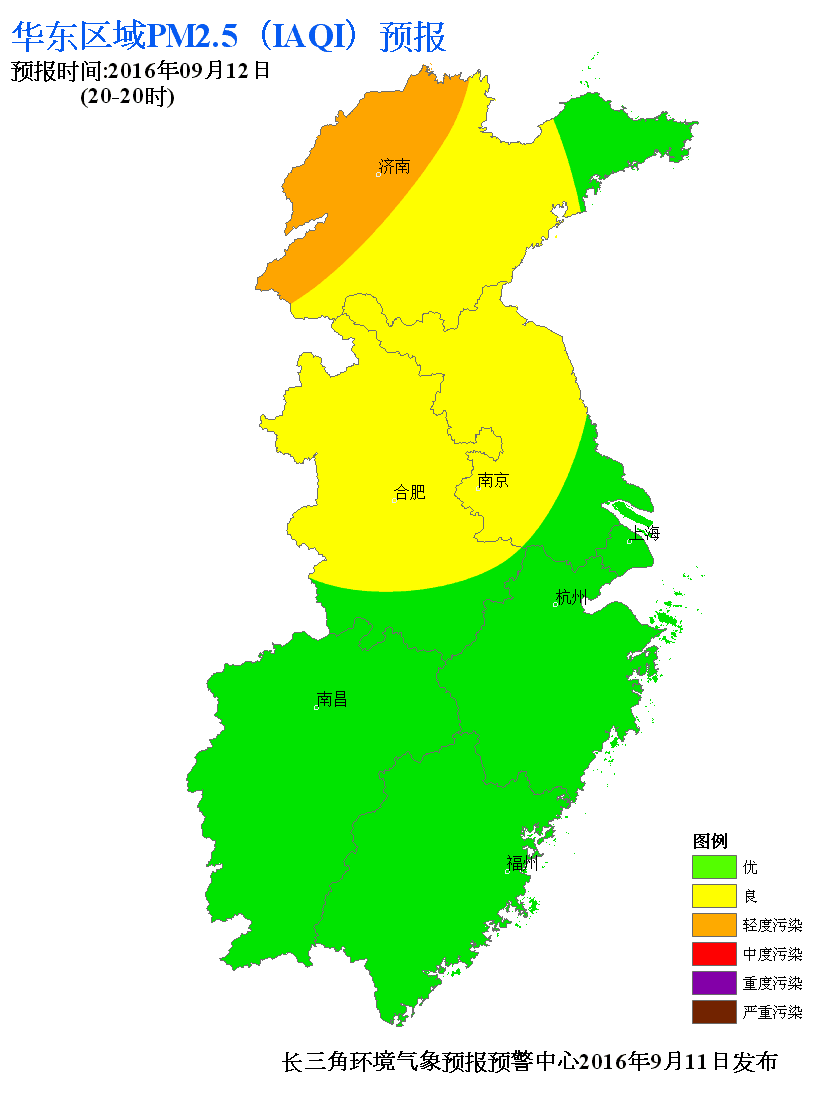 华东区域PM2.5（IAQI）预报
预报时间:2016年09月12日
(20-20时)
济南
合肥
南京
上海
杭州
南昌
福州
图例
优
良
轻度污染
中度污染
重度污染
严重污染
长三角环境气象预报预警中心2016年9月11日发布